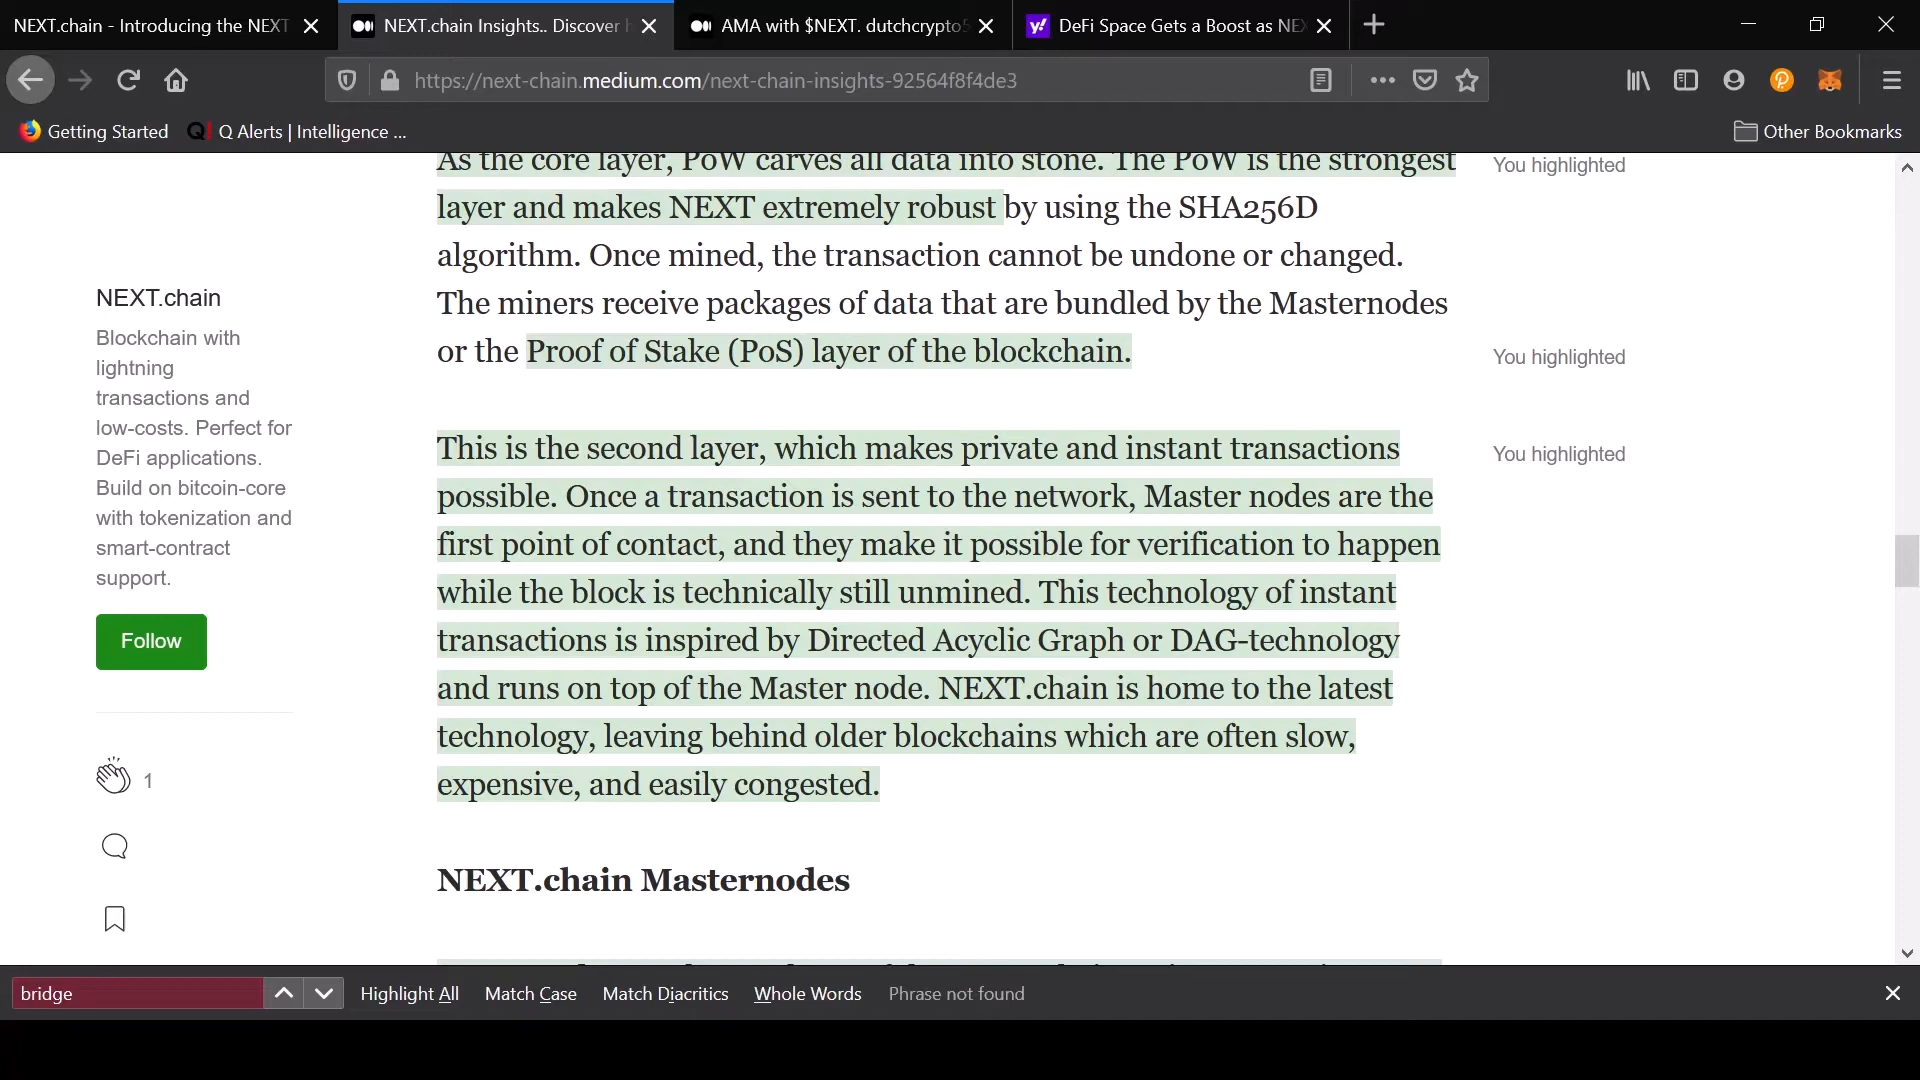 NEXT.chain - Introducing the NEXT
NEXT.chain Insights.. Discover
AMA with $NEXT. dutchcrypto
DeFi Space Gets a Boost as NE
https://next-chain.medium.com/next-chain-insights-92564f8f4de3
Getting Started
Q Alerts | Intelligence ...
Other Bookmarks
As the core layer, PoW carves all data into stone. The PoW is the strongest
You highlighted
layer and makes NEXT extremely robust by using the SHA256D
algorithm. Once mined, the transaction cannot be undone or changed.
The miners receive packages of data that are bundled by the Masternodes
or the Proof of Stake (PoS) layer of the blockchain.
You highlighted
NEXT.chain
Blockchain with
lightning
transactions and
low-costs. Perfect for
DeFi applications.
Build on bitcoin-core
with tokenization and
smart-contract
support.
Follow
1
This is the second layer, which makes private and instant transactions
You highlighted
possible. Once a transaction is sent to the network, Master nodes are the
first point of contact, and they make it possible for verification to happen
while the block is technically still unmined. This technology of instant
transactions is inspired by Directed Acyclic Graph or DAG-technology
and runs on top of the Master node. NEXT.chain is home to the latest
technology, leaving behind older blockchains which are often slow,
expensive, and easily congested.
NEXT.chain Masternodes
bridge
Highlight All
Match Case
Match Diacritics
Whole Words
Phrase not found